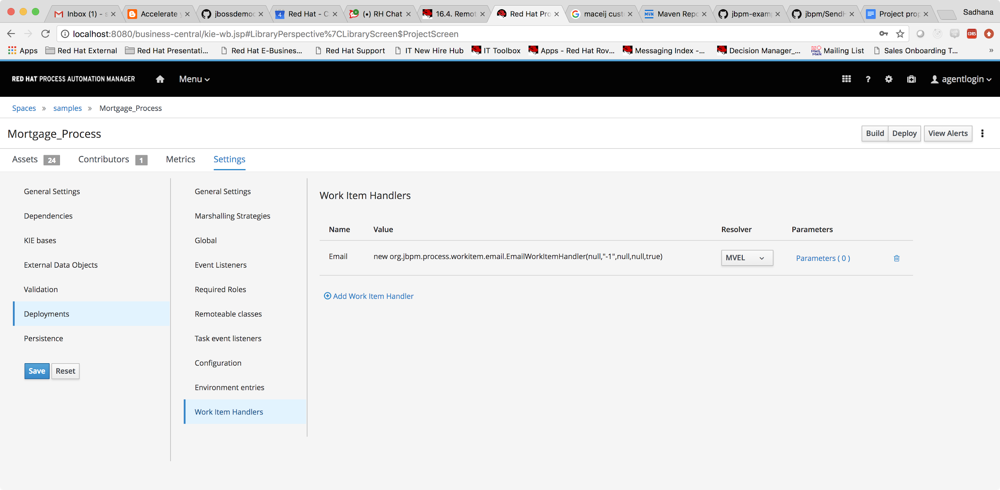 Inbox (1) - s
Accelerate y
jbossdemo
4 Red Hat - C
(•) RH Chat
16.4. Remot
Red Hat Pro
maceij cust
MVN Maven Repo
jbpm-exam
jbpm/SendH
Project prop
Sadhana
localhost:8080/business-central/kie-wb.jsp#LibraryPerspective%7CLibraryScreen$ProjectScreen
CORS
Apps Red Hat External Red Hat Presentati... Red Hat E-Busines... Red Hat Support IT New Hire Hub IT Toolbox Apps - Red Hat Rov... Messaging Index -... Decision Manager_... MAIL MAN Mailing List Sales Onboarding T... »
RED HAT PROCESS AUTOMATION MANAGER Menu ? agentlogin
Spaces » samples » Mortgage_Process
Mortgage_Process Build Deploy View Alerts
Assets 24 Contributors 1 Metrics Settings
General Settings
Dependencies
KIE bases
External Data Objects
Validation
Deployments
Persistence
Save Reset
General Settings
Marshalling Strategies
Global
Event Listeners
Required Roles
Remoteable classes
Task event listeners
Configuration
Environment entries
Work Item Handlers
Work Item Handlers
Name Value Resolver Parameters
Email new org.jbpm.process.workitem.email.EmailWorkItemHandler(null,"-1",null,null,true) MVEL Parameters ( 0 )
Add Work Item Handler